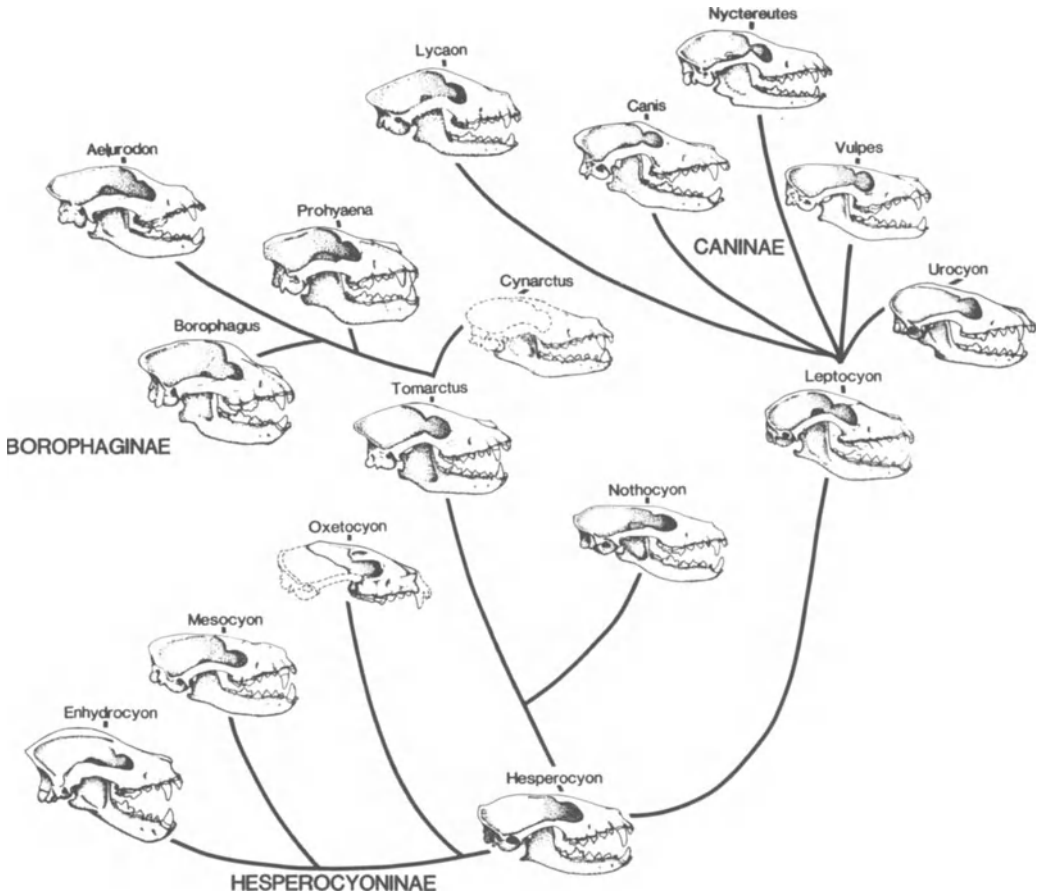 Nyctereutes
Lycaon
Canis
Aelurodon
Vulpes
Prohyaena
CANINAE
Cynarctus
Urocyon
Borophagus
Tomarctus
Leptocyon
BOROPHAGINAE
Nothocyon
Oxetocyon
Mesocyon
Enhydrocyon
Hesperocyon
HESPEROCYONINAE